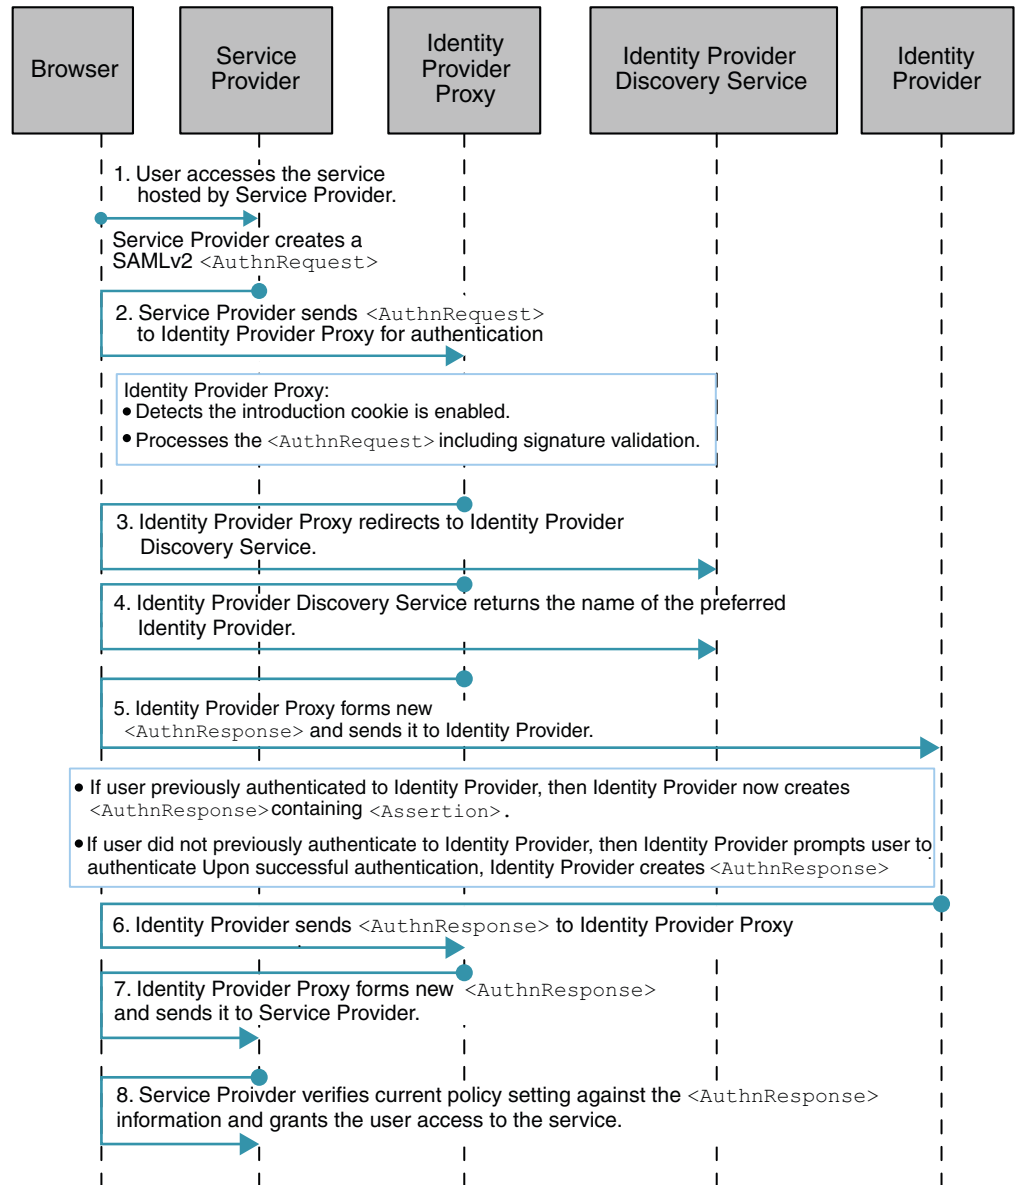 Browser
Service
Provider
Identity
Provider
Proxy
Identity Provider
Discovery Service
Identity
Provider
1. User accesses the service
hosted by Service Provider.
Service Provider creates a
SAMLv2 <AuthnRequest>
2. Service Provider sends <AuthnRequest>
to Identity Provider Proxy for authentication
Identity Provider Proxy:
• Detects the introduction cookie is enabled.
• Processes the <AuthnRequest> including signature validation.
3. Identity Provider Proxy redirects to Identity Provider
Discovery Service.
4. Identity Provider Discovery Service returns the name of the preferred
Identity Provider.
5. Identity Provider Proxy forms new
<AuthnResponse> and sends it to Identity Provider.
• If user previously authenticated to Identity Provider, then Identity Provider now creates
<AuthnResponse> containing <Assertion>.
• If user did not previously authenticate to Identity Provider, then Identity Provider prompts user to
authenticate Upon successful authentication, Identity Provider creates <AuthnResponse>
6. Identity Provider sends <AuthnResponse> to Identity Provider Proxy
7. Identity Provider Proxy forms new <AuthnResponse>
and sends it to Service Provider.
8. Service Proivder verifies current policy setting against the <AuthnResponse>
information and grants the user access to the service.